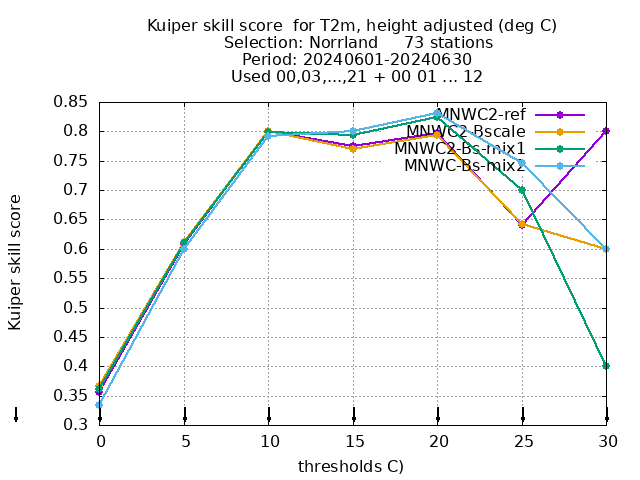 Kuiper skill score  for T2m, height adjusted (deg C)
Selection: Norrland     73 stations
Period: 20240601-20240630
Used 00,03,...,21 + 00 01 ... 12
MNWC2-ref
MNWC2-Bscale
MNWC2-Bs-mix1
MNWC-Bs-mix2
0.85
0.8
0.75
0.7
0.65
0.6
0.55
0.5
0.45
0.4
0.35
0.3
Kuiper skill score
0 5 10 15 20 25 30
thresholds C)